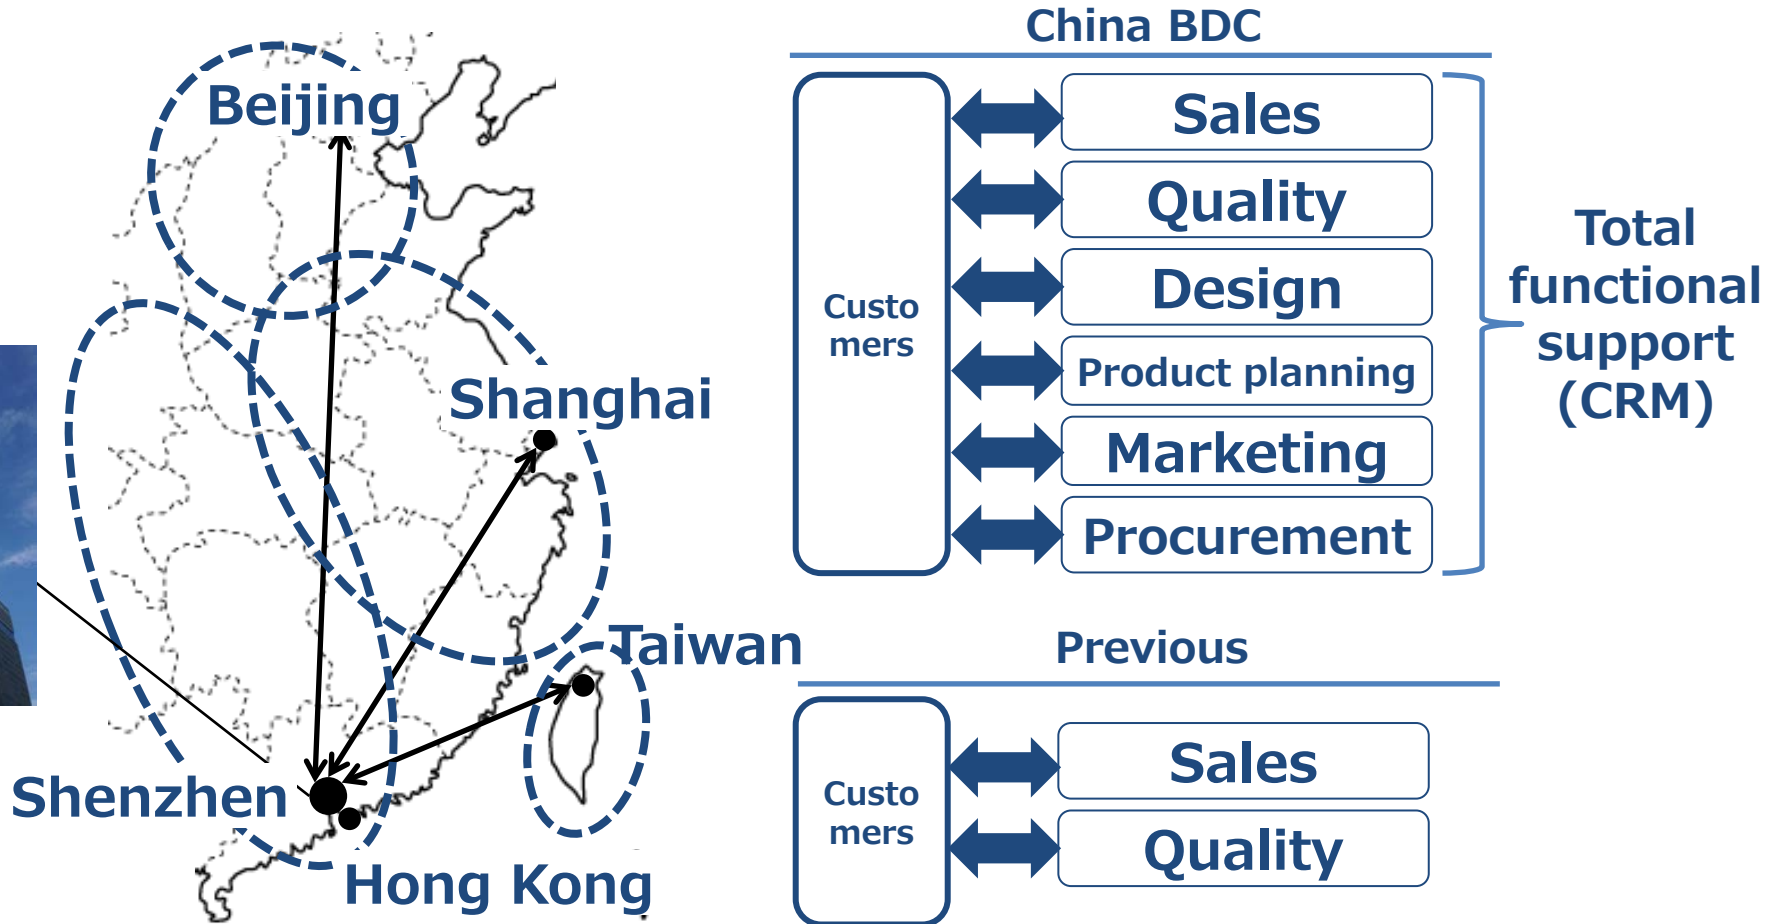 Beijing
Shanghai
Taiwan
Shenzhen
Hong Kong
China BDC
Custo
mers
Sales
Quality
Design
Product planning
Marketing
Procurement
Total
functional
support
(CRM)
Previous
Custo
mers
Sales
Quality